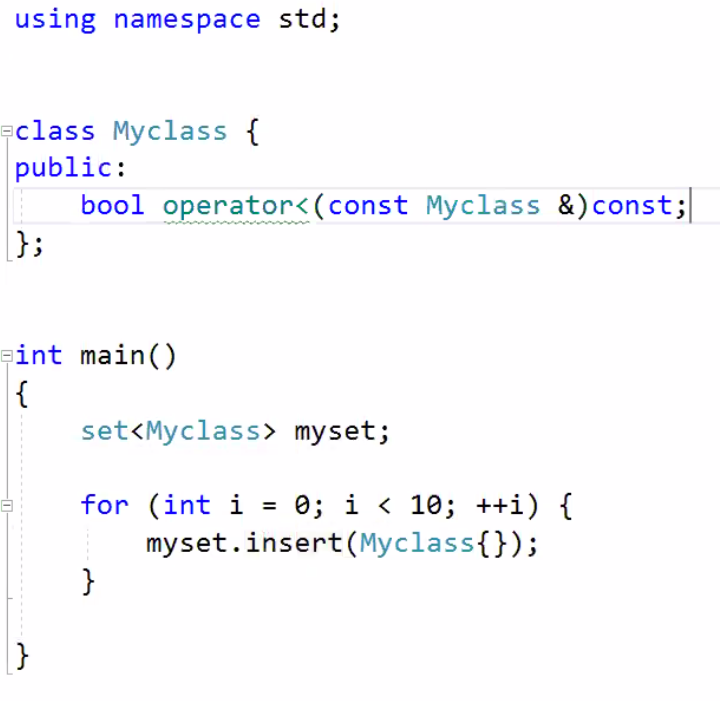 using namespace std;
class Myclass {
public:
    bool operator<(const Myclass &)const;
};
int main()
{
    set<Myclass> myset;
    for (int i = 0; i < 10; ++i) {
        myset.insert(Myclass{});
    }
}